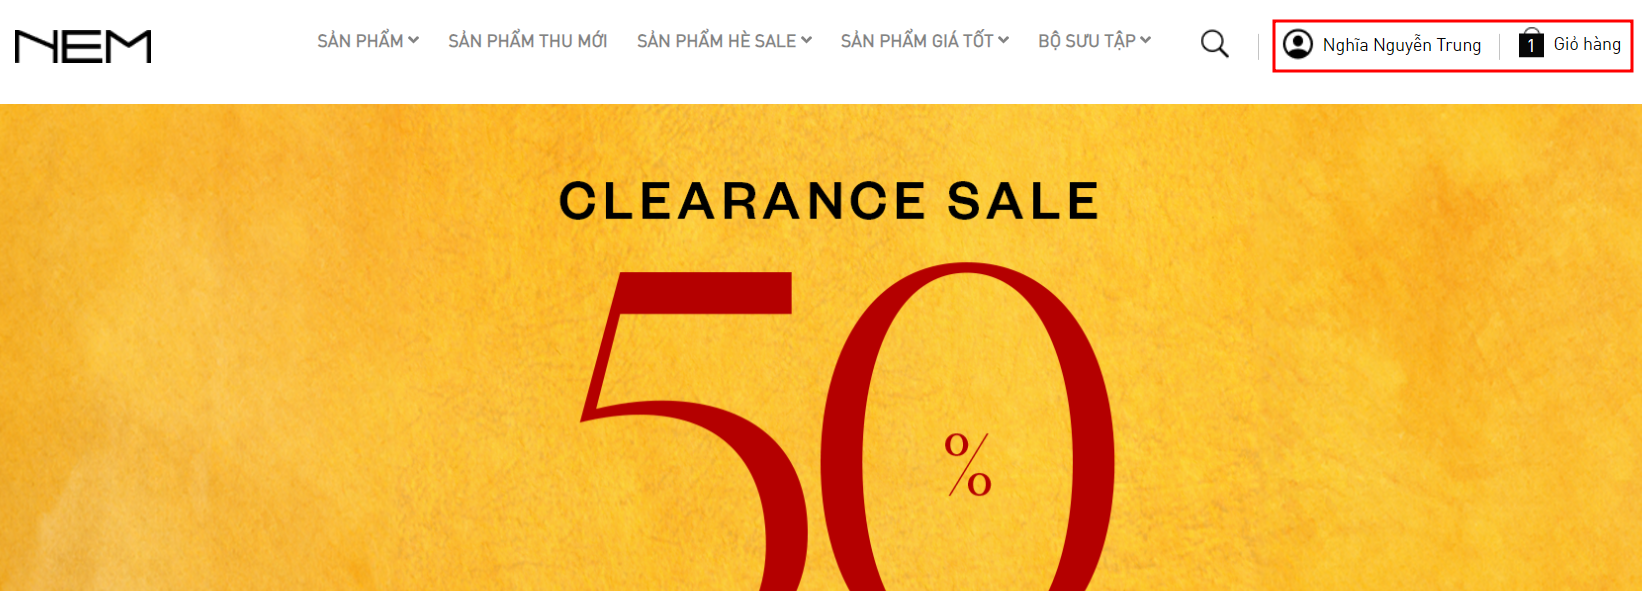 NEM
SẢN PHẨM SẢN PHẨM THU MỚI SẢN PHẨM HÈ SALE SẢN PHẨM GIÁ TỐT BỘ SƯU TẬP Nghĩa Nguyễn Trung 1 Giỏ hàng
CLEARANCE SALE
50
%